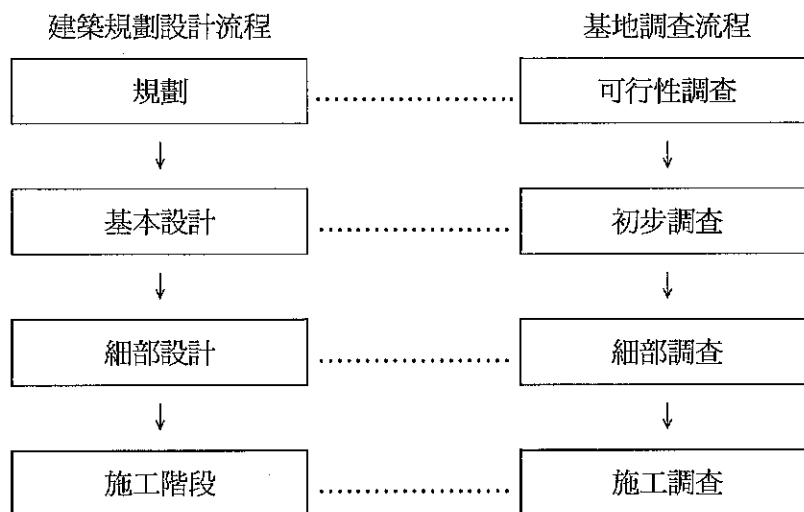 建築規劃設計流程
基地調查流程
規劃
可行性調查
基本設計
初步調查
細部設計
細部調查
施工階段
施工調查